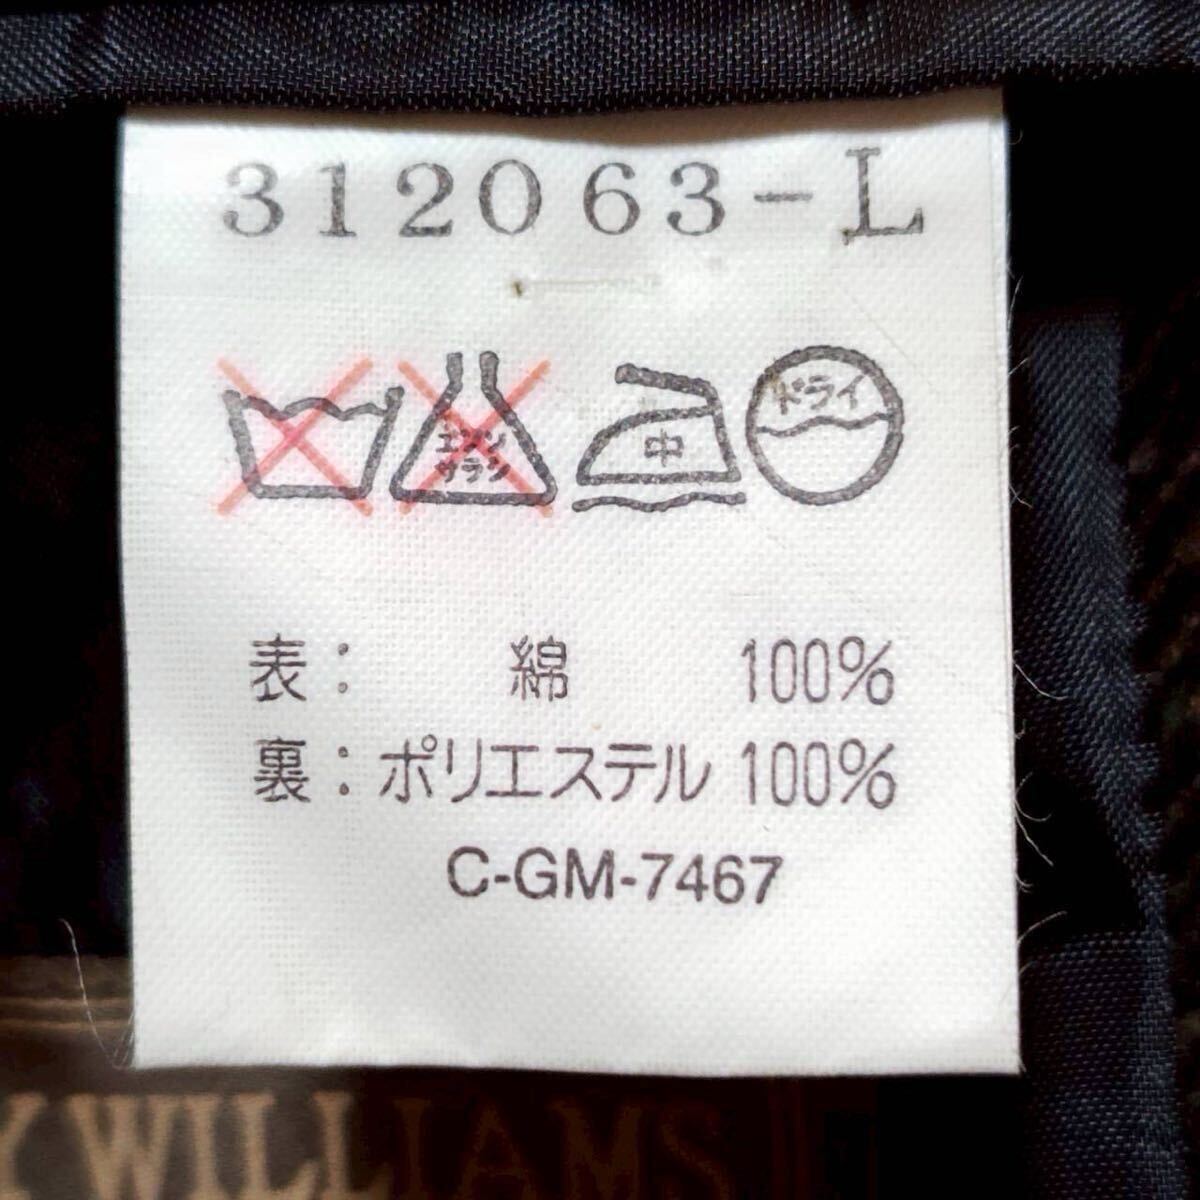 312063-L
エンソ
サラシ
中
ドライ
表： 綿 100%
裏：ポリエステル 100%
C-GM-7467
Y WILLIAMS